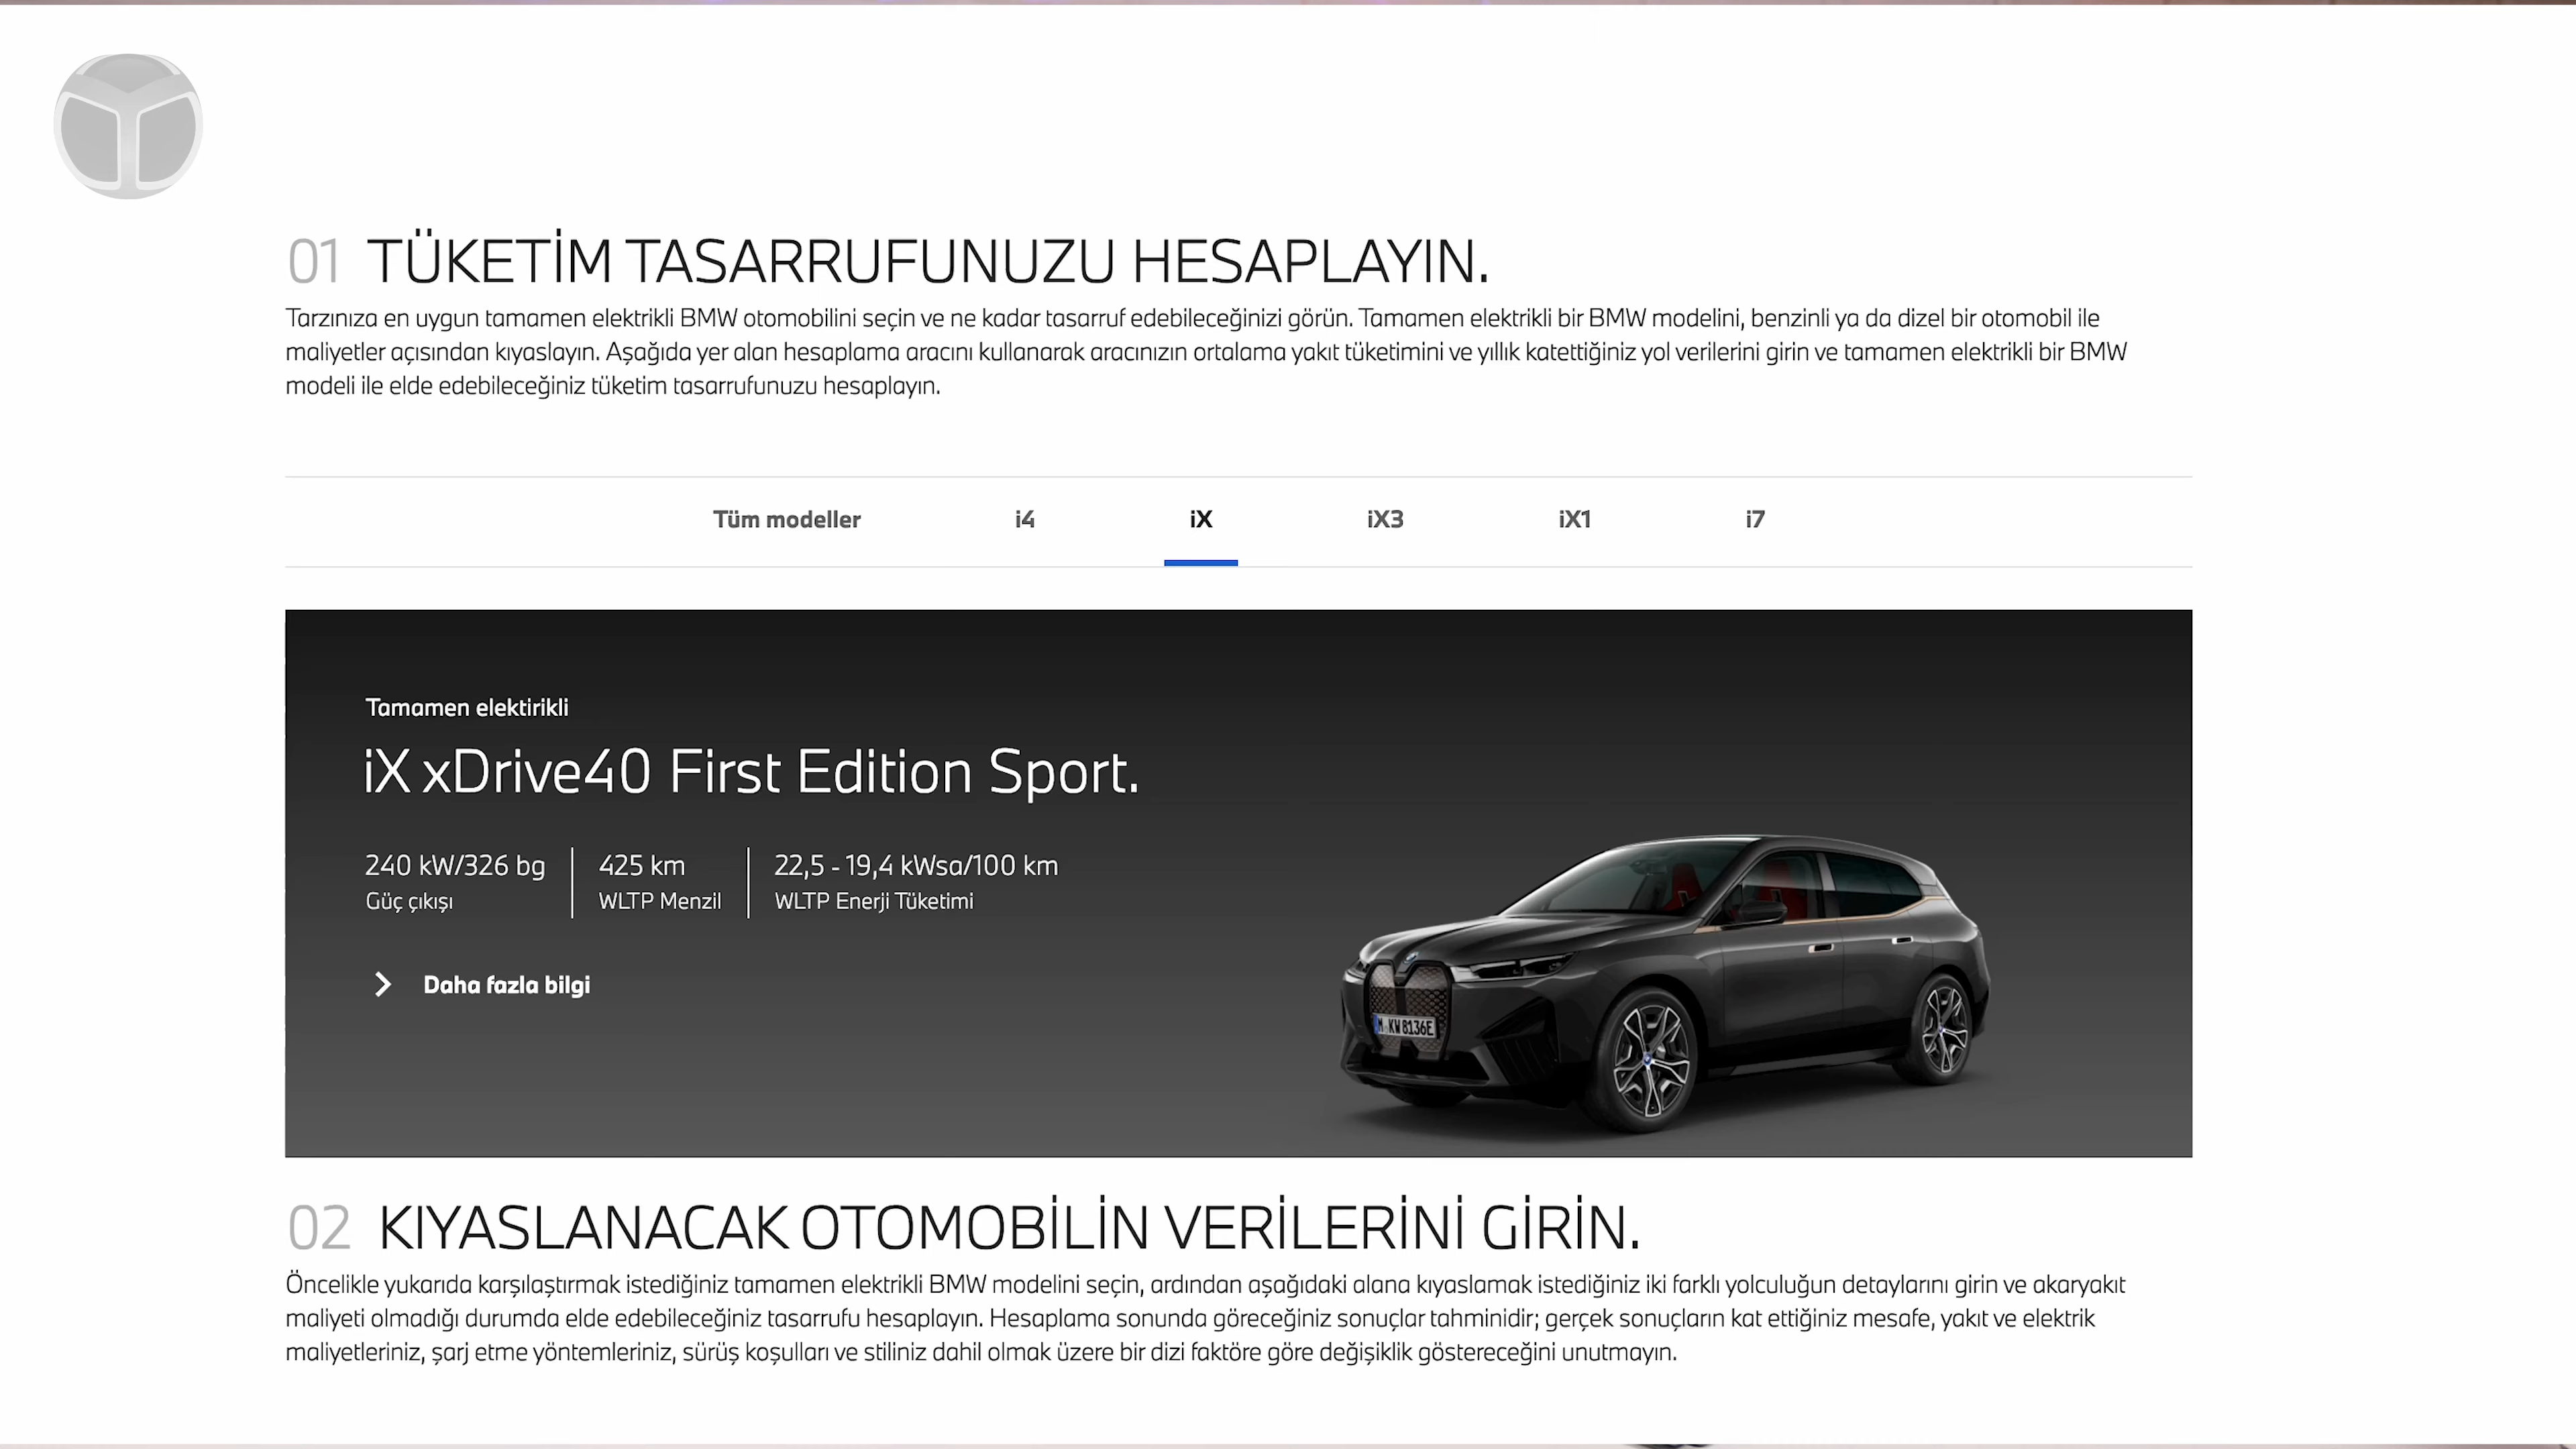 01 TÜKETİM TASARRUFUNUZU HESAPLAYIN.
Tarzınıza en uygun tamamen elektrikli BMW otomobilini seçin ve ne kadar tasarruf edebileceğinizi görün. Tamamen elektrikli bir BMW modelini, benzinli ya da dizel bir otomobil ile
maliyetler açısından kıyaslayın. Aşağıda yer alan hesaplama aracını kullanarak aracınızın ortalama yakıt tüketimini ve yıllık katettiğiniz yol verilerini girin ve tamamen elektrikli bir BMW
modeli ile elde edebileceğiniz tüketim tasarrufunuzu hesaplayın.
Tüm modeller i4 iX iX3 iX1 i7
Tamamen elektirikli
iX xDrive40 First Edition Sport.
240 kW/326 bg 425 km 22,5 - 19,4 kWsa/100 km
Güç çıkışı WLTP Menzil WLTP Enerji Tüketimi
Daha fazla bilgi
M KW 8136E
02 KIYASLANACAK OTOMOBİLİN VERİLERİNİ GİRİN.
Öncelikle yukarıda karşılaştırmak istediğiniz tamamen elektrikli BMW modelini seçin, ardından aşağıdaki alana kıyaslamak istediğiniz iki farklı yolculuğun detaylarını girin ve akaryakıt
maliyeti olmadığı durumda elde edebileceğiniz tasarrufu hesaplayın. Hesaplama sonunda göreceğiniz sonuçlar tahminidir; gerçek sonuçların kat ettiğiniz mesafe, yakıt ve elektrik
maliyetleriniz, şarj etme yöntemleriniz, sürüş koşulları ve stiliniz dahil olmak üzere bir dizi faktöre göre değişiklik göstereceğini unutmayın.